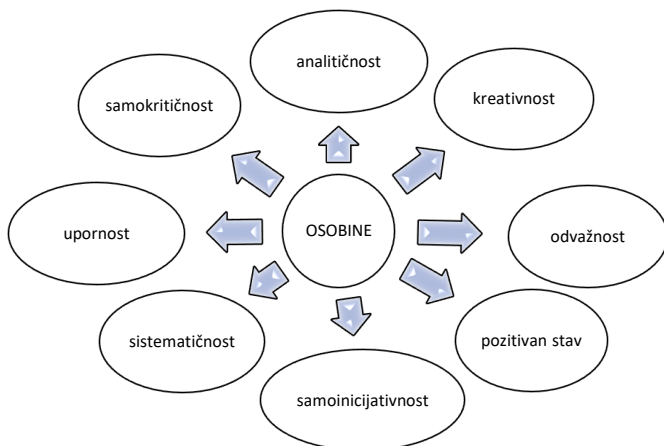 analitičnost
kreativnost
samokritičnost
upornost
OSOBINE
odvažnost
sistematičnost
pozitivan stav
samoinicijativnost